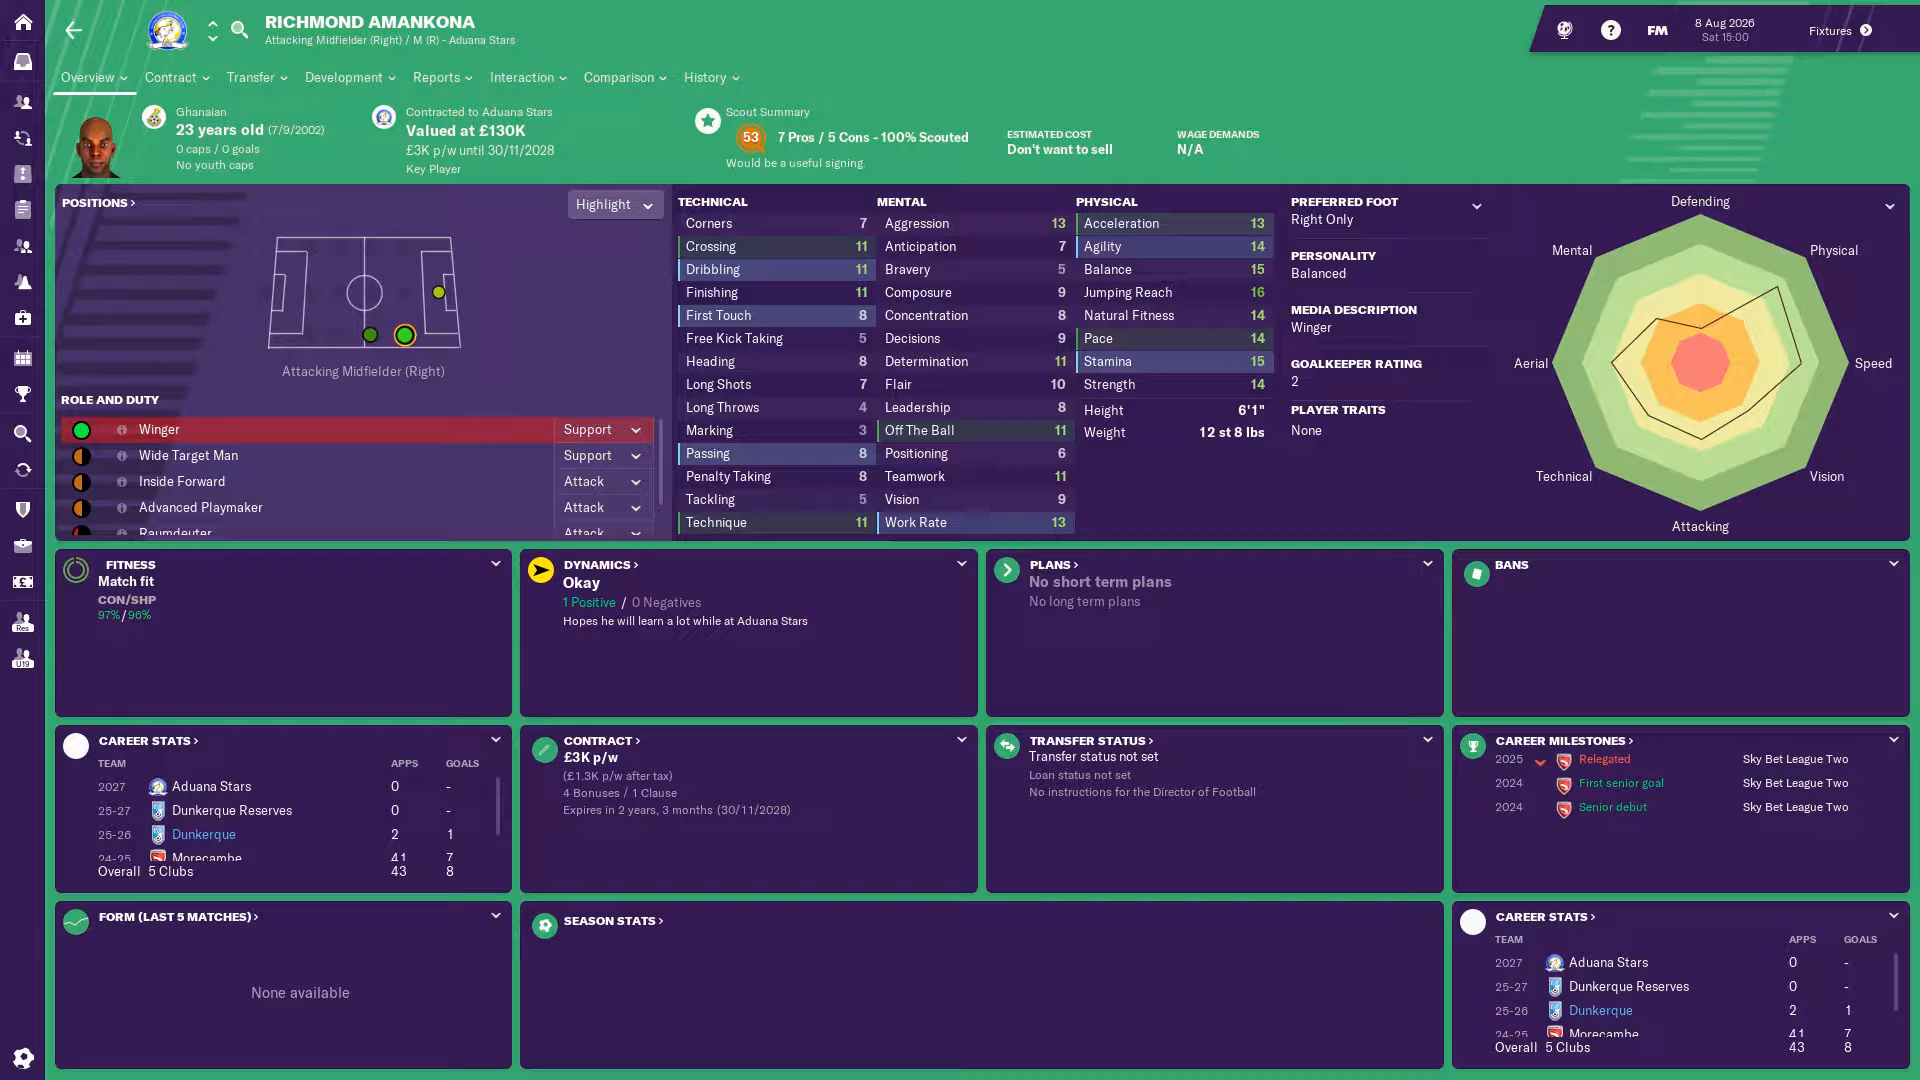 RICHMOND AMANKONA
Attacking Midfielder (Right) / M (R) - Aduana Stars
FM
8 Aug 2026
Sat 15:00
Fixtures
Overview
Contract
Transfer
Development
Reports
Interaction
Comparison
History
Ghanaian
23 years old (7/9/2002)
0 caps / 0 goals
No youth caps
Contracted to Aduana Stars
Valued at £130K
£3K p/w until 30/11/2028
Key Player
Scout Summary
53
7 Pros / 5 Cons - 100% Scouted
Would be a useful signing.
ESTIMATED COST
Don't want to sell
WAGE DEMANDS
N/A
POSITIONS >
Highlight
Attacking Midfielder (Right)
ROLE AND DUTY
Winger Support
Wide Target Man Support
Inside Forward Attack
Advanced Playmaker Attack
Raumdeuter Attack
TECHNICAL
Corners 7
Crossing 11
Dribbling 11
Finishing 11
First Touch 8
Free Kick Taking 5
Heading 8
Long Shots 7
Long Throws 4
Marking 3
Passing 8
Penalty Taking 8
Tackling 5
Technique 11
MENTAL
Aggression 13
Anticipation 7
Bravery 5
Composure 9
Concentration 8
Decisions 9
Determination 11
Flair 10
Leadership 8
Off The Ball 11
Positioning 6
Teamwork 11
Vision 9
Work Rate 13
PHYSICAL
Acceleration 13
Agility 14
Balance 15
Jumping Reach 16
Natural Fitness 14
Pace 14
Stamina 15
Strength 14
Height 6'1"
Weight 12 st 8 lbs
PREFERRED FOOT
Right Only
PERSONALITY
Balanced
MEDIA DESCRIPTION
Winger
GOALKEEPER RATING
2
PLAYER TRAITS
None
Defending
Physical
Speed
Vision
Attacking
Technical
Aerial
Mental
FITNESS
Match fit
CON/SHP
97%/96%
DYNAMICS >
Okay
1 Positive / 0 Negatives
Hopes he will learn a lot while at Aduana Stars
PLANS >
No short term plans
No long term plans
BANS
Res
U19
CAREER STATS >
TEAM APPS GOALS
2027 Aduana Stars 0 -
25-27 Dunkerque Reserves 0 -
25-26 Dunkerque 2 1
24-25 Morecambe 41 7
Overall 5 Clubs 43 8
CONTRACT >
£3K p/w
(£1.3K p/w after tax)
4 Bonuses / 1 Clause
Expires in 2 years, 3 months (30/11/2028)
TRANSFER STATUS >
Transfer status not set
Loan status not set
No instructions for the Director of Football
CAREER MILESTONES >
2025 Relegated Sky Bet League Two
2024 First senior goal Sky Bet League Two
2024 Senior debut Sky Bet League Two
FORM (LAST 5 MATCHES) >
None available
SEASON STATS >
CAREER STATS >
TEAM APPS GOALS
2027 Aduana Stars 0 -
25-27 Dunkerque Reserves 0 -
25-26 Dunkerque 2 1
24-25 Morecambe 41 7
Overall 5 Clubs 43 8